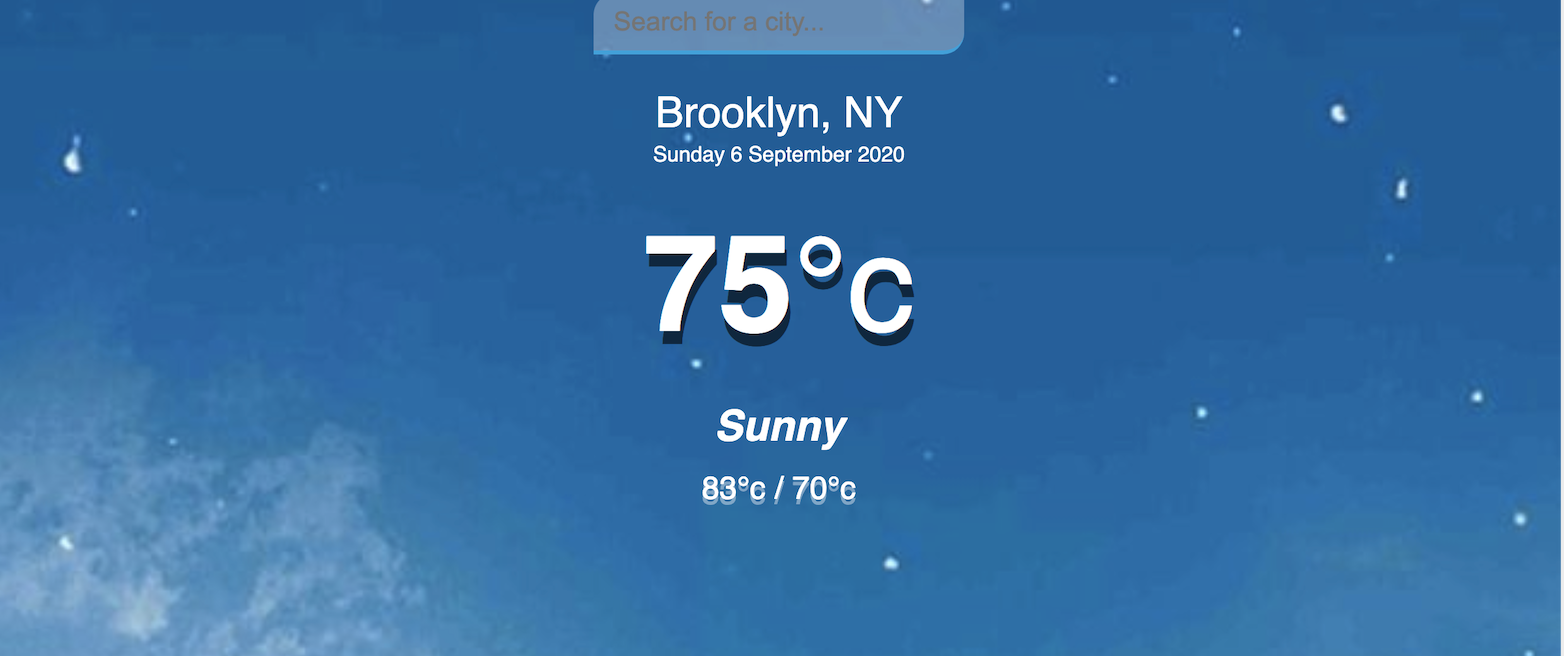 Search for a city...
Brooklyn, NY
Sunday 6 September 2020
75°c
Sunny
83°c / 70°c